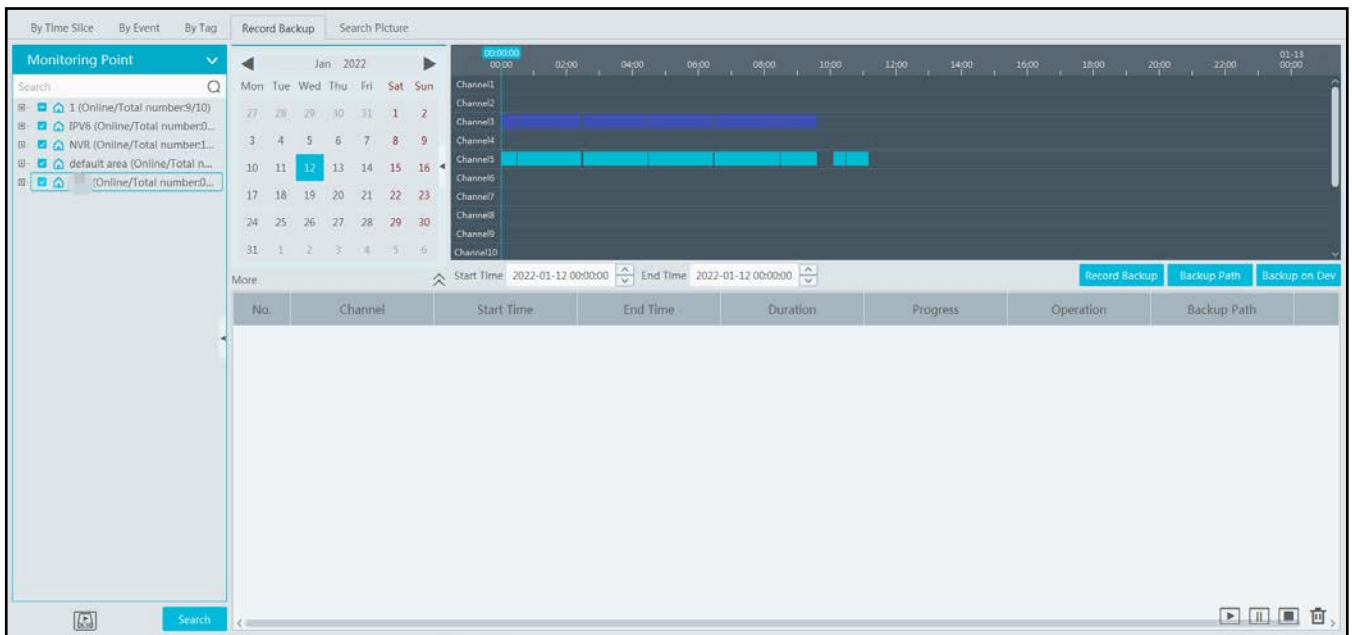 By Time Slice By Event By Tag Record Backup Search Picture
Monitoring Point
Search
1 (Online/Total number:9/10)
IPV6 (Online/Total number:0...
NVR (Online/Total number:1...
default area (Online/Total n...
(Online/Total number:0...
Search
Jan 2022
Mon Tue Wed Thu Fri Sat Sun
27 28 29 30 31 1 2
3 4 5 6 7 8 9
10 11 12 13 14 15 16
17 18 19 20 21 22 23
24 25 26 27 28 29 30
31 1 2 3 4 5 6
More
00:00:00 01-13
00:00 02:00 04:00 06:00 08:00 10:00 12:00 14:00 16:00 18:00 20:00 22:00 00:00
Channel1
Channel2
Channel3
Channel4
Channel5
Channel6
Channel7
Channel8
Channel9
Channel10
Start Time 2022-01-12 00:00:00 End Time 2022-01-12 00:00:00 Record Backup Backup Path Backup on Dev
No. Channel Start Time End Time Duration Progress Operation Backup Path